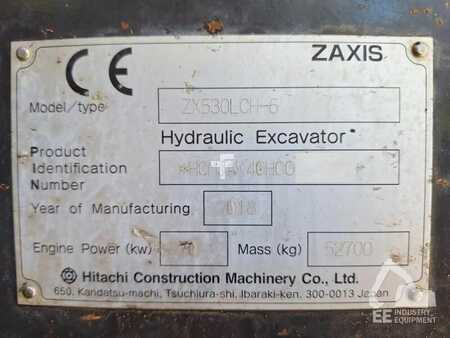 CE
ZAXIS
Model/type ZX530LCH-6
Hydraulic Excavator
Product
Identification
Number
Year of Manufacturing
Engine Power (kw) Mass (kg) 52700
Hitachi Construction Machinery Co., Ltd.
650, Kandatsu-machi, Tsuchiura-shi, Ibaraki-ken, 300-0013 Japan
EE INDUSTRY
EQUIPMENT